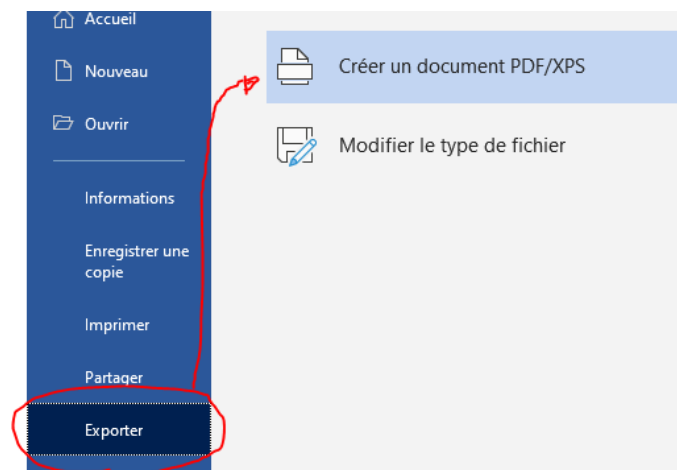 Accueil
Nouveau
Ouvrir
Informations
Enregistrer une
copie
Imprimer
Partager
Exporter
Créer un document PDF/XPS
Modifier le type de fichier